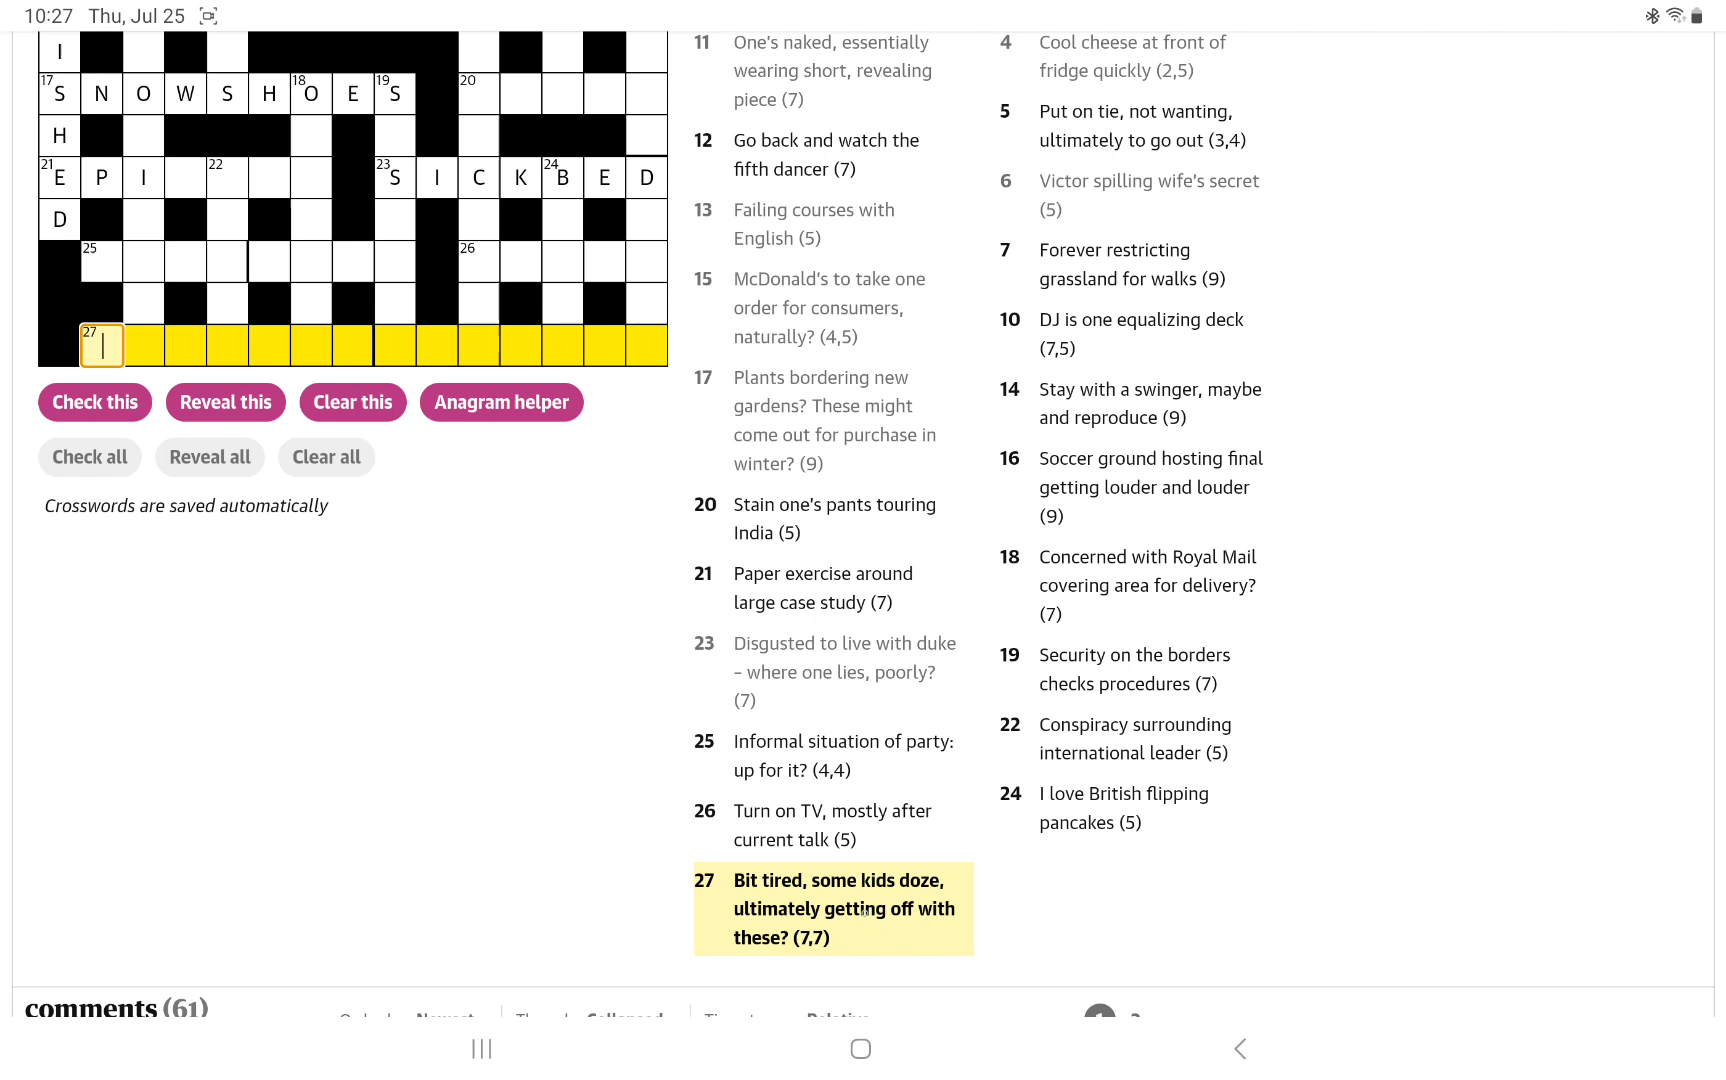 10:27 Thu, Jul 25
I
17 S N O W S H 18 O E 19 S 20
H
21 E P I 22 23 S I C K 24 B E D
D
25 26
27
Check this Reveal this Clear this Anagram helper
Check all Reveal all Clear all
Crosswords are saved automatically
11 One's naked, essentially
wearing short, revealing
piece (7)
12 Go back and watch the
fifth dancer (7)
13 Failing courses with
English (5)
15 McDonald's to take one
order for consumers,
naturally? (4,5)
17 Plants bordering new
gardens? These might
come out for purchase in
winter? (9)
20 Stain one's pants touring
India (5)
21 Paper exercise around
large case study (7)
23 Disgusted to live with duke
– where one lies, poorly?
(7)
25 Informal situation of party:
up for it? (4,4)
26 Turn on TV, mostly after
current talk (5)
27 Bit tired, some kids doze,
ultimately getting off with
these? (7,7)
4 Cool cheese at front of
fridge quickly (2,5)
5 Put on tie, not wanting,
ultimately to go out (3,4)
6 Victor spilling wife's secret
(5)
7 Forever restricting
grassland for walks (9)
10 DJ is one equalizing deck
(7,5)
14 Stay with a swinger, maybe
and reproduce (9)
16 Soccer ground hosting final
getting louder and louder
(9)
18 Concerned with Royal Mail
covering area for delivery?
(7)
19 Security on the borders
checks procedures (7)
22 Conspiracy surrounding
international leader (5)
24 I love British flipping
pancakes (5)
comments (61)